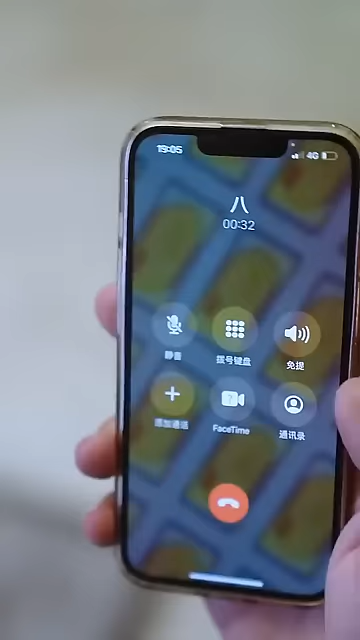 19:05
4G
八
00:32
静音
拨号键盘
免提
添加通话
FaceTime
通讯录